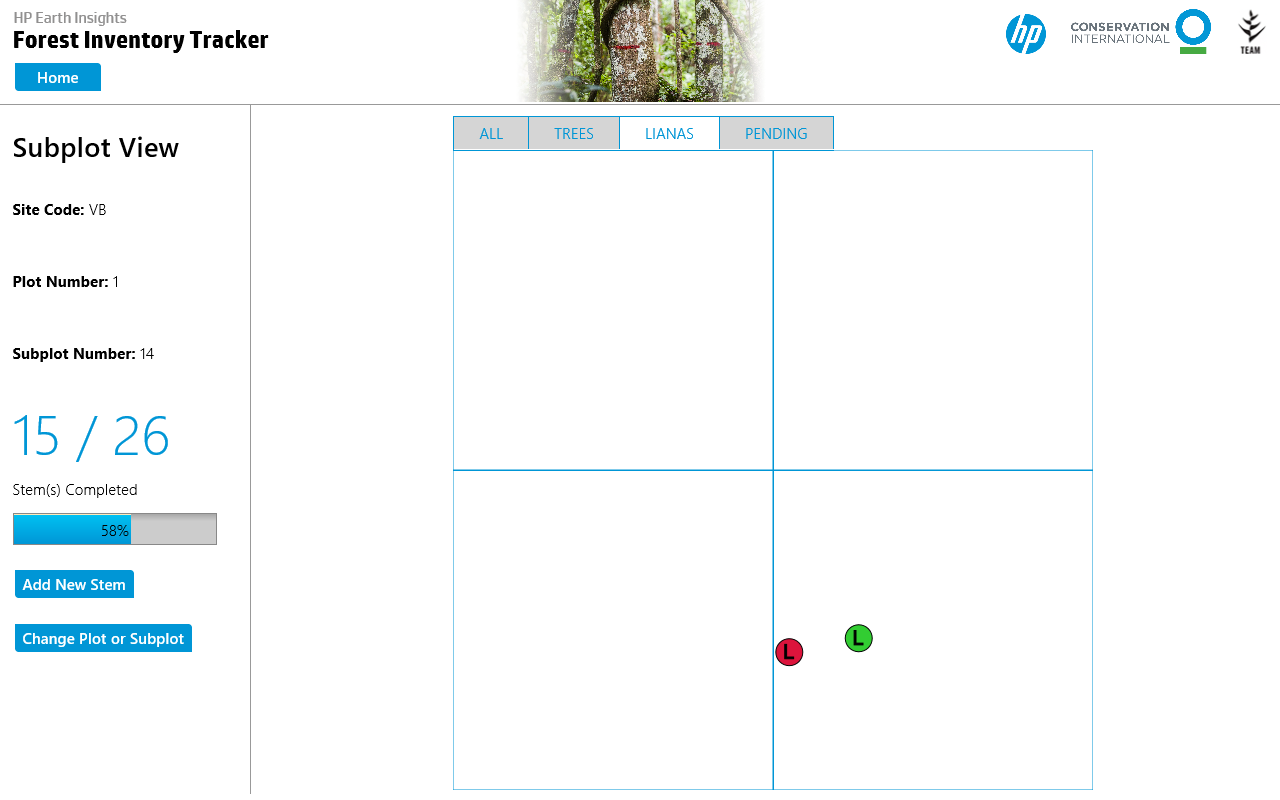 HP Earth Insights
Forest Inventory Tracker
Home
hp
CONSERVATION
INTERNATIONAL
TEAM
Subplot View
Site Code: VB
Plot Number: 1
Subplot Number: 14
15 / 26
Stem(s) Completed
58%
Add New Stem
Change Plot or Subplot
ALL TREES LIANAS PENDING
L
L